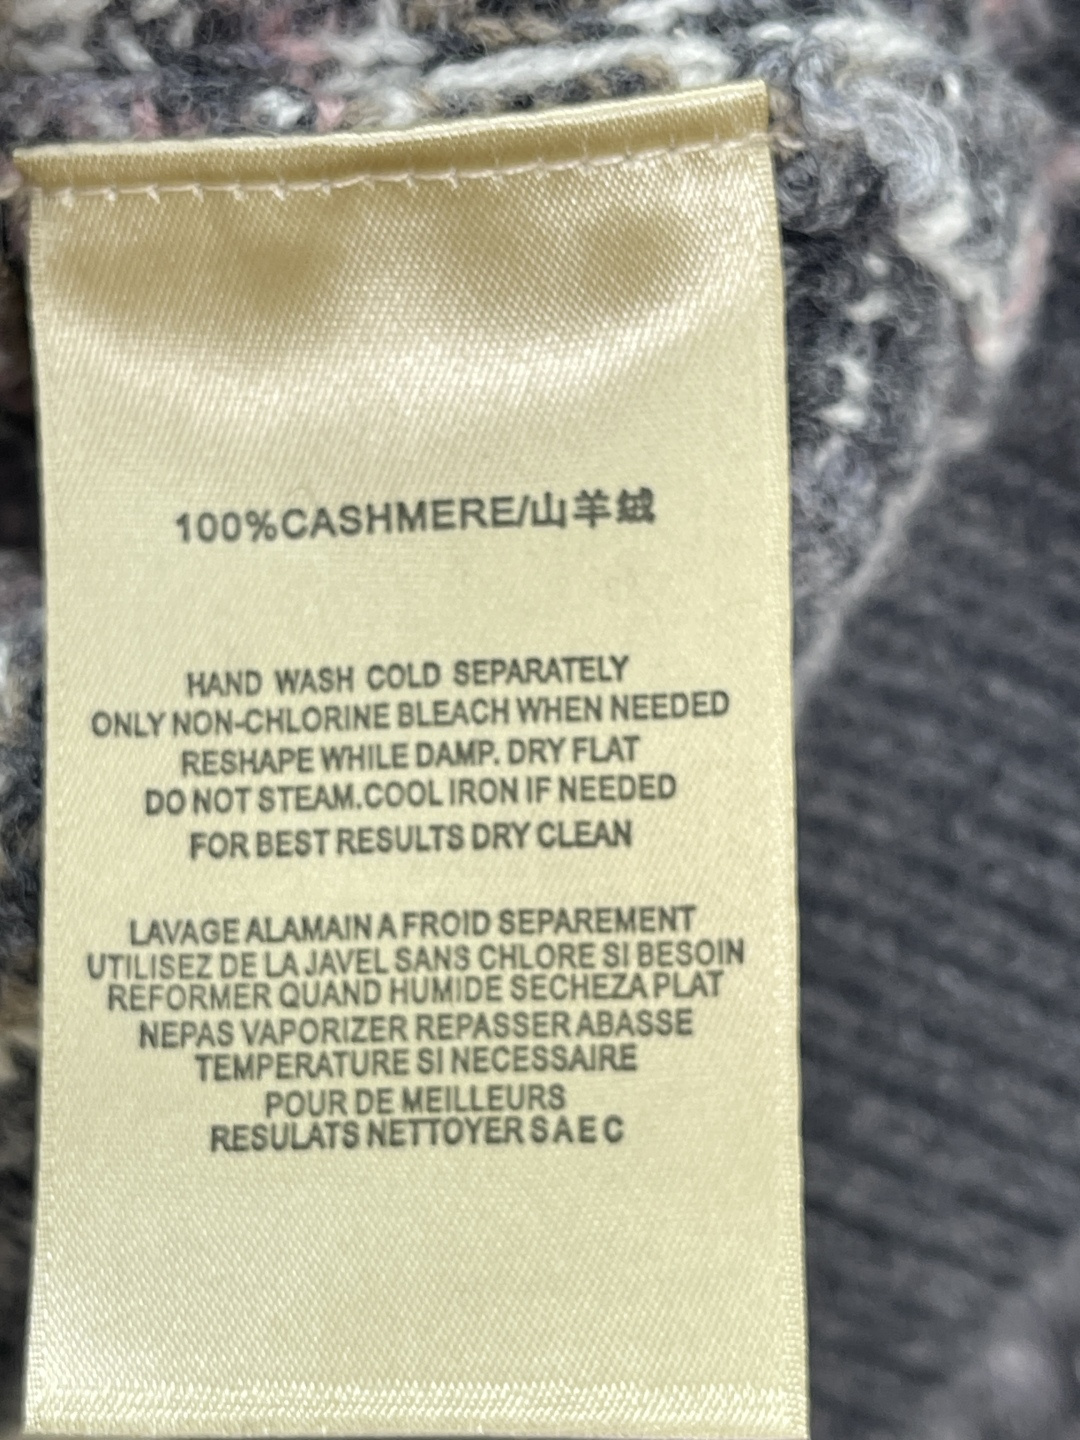 100%CASHMERE/山羊绒
HAND WASH COLD SEPARATELY
ONLY NON-CHLORINE BLEACH WHEN NEEDED
RESHAPE WHILE DAMP. DRY FLAT
DO NOT STEAM.COOL IRON IF NEEDED
FOR BEST RESULTS DRY CLEAN
LAVAGE ALAMAIN A FROID SEPAREMENT
UTILISEZ DE LA JAVEL SANS CHLORE SI BESOIN
REFORMER QUAND HUMIDE SECHEZA PLAT
NEPAS VAPORIZER REPASSER ABASSE
TEMPERATURE SI NECESSAIRE
POUR DE MEILLEURS
RESULATS NETTOYER S A E C